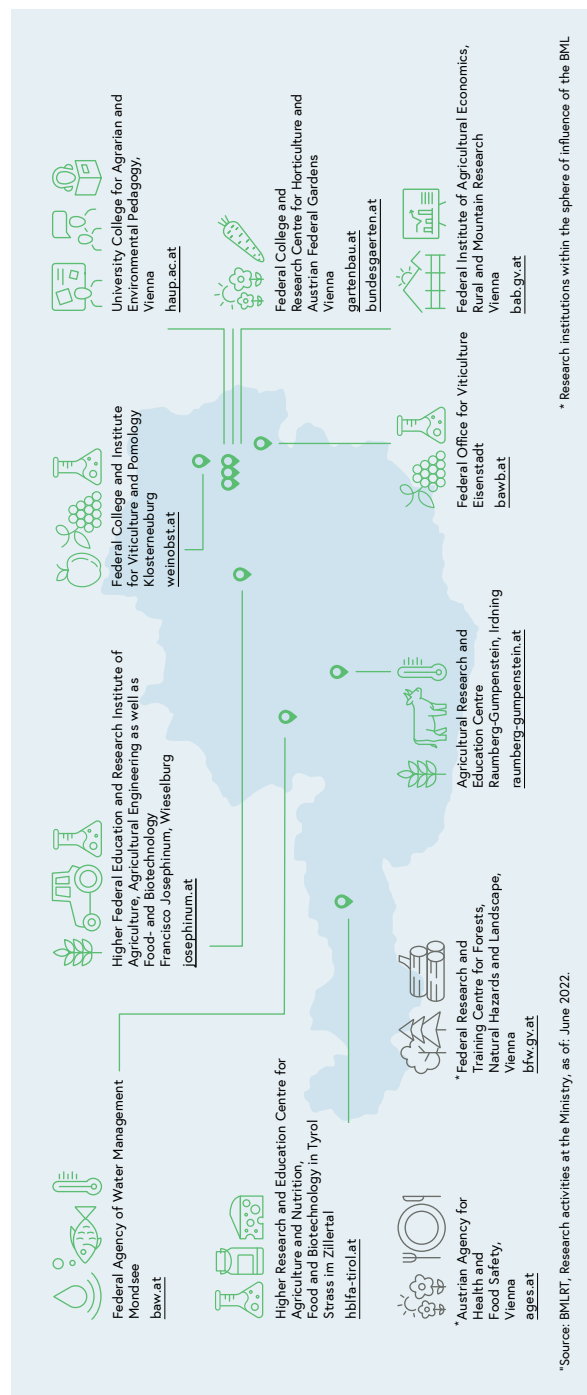 Federal Agency of Water Management
Mondsee
baw.at
Higher Federal Education and Research Institute of
Agriculture, Agricultural Engineering as well as
Food- and Biotechnology
Francisco Josephinum, Wieselburg
josephinum.at
Federal College and Institute
for Viticulture and Pomology
Klosterneuburg
weinobst.at
University College for Agrarian and
Environmental Pedagogy,
Vienna
haup.ac.at
Higher Research and Education Centre for
Agriculture and Nutrition,
Food and Biotechnology in Tyrol
Strass im Zillertal
hblfa-tirol.at
Federal College and
Research Centre for Horticulture and
Austrian Federal Gardens
Vienna
gartenbau.at
bundesgaerten.at
*Austrian Agency for
Health and
Food Safety,
Vienna
ages.at
*Federal Research and
Training Centre for Forests,
Natural Hazards and Landscape,
Vienna
bfw.gv.at
Agricultural Research and
Education Centre
Raumberg-Gumpenstein, Irdning
raumberg-gumpenstein.at
Federal Office for Viticulture
Eisenstadt
bawb.at
Federal Institute of Agricultural Economics,
Rural and Mountain Research
Vienna
bab.gv.at
"Source: BMLRT, Research activities at the Ministry, as of: June 2022.
* Research institutions within the sphere of influence of the BML